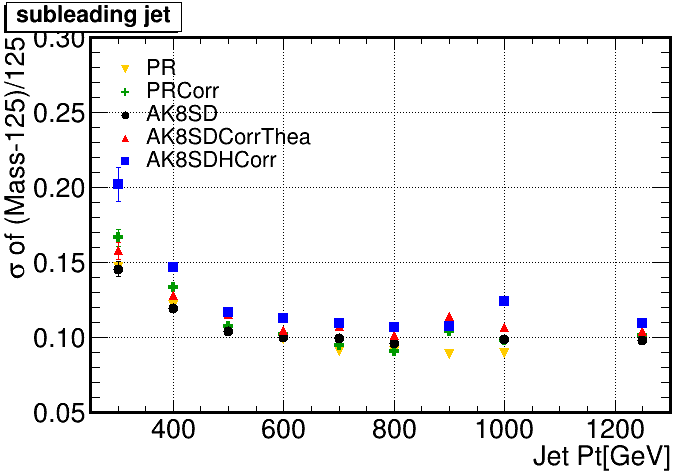 subleading jet
σ of (Mass-125)/125
0.30
0.25
0.20
0.15
0.10
0.05
PR
PRCorr
AK8SD
AK8SDCorrThea
AK8SDHCorr
400 600 800 1000 1200
Jet Pt[GeV]